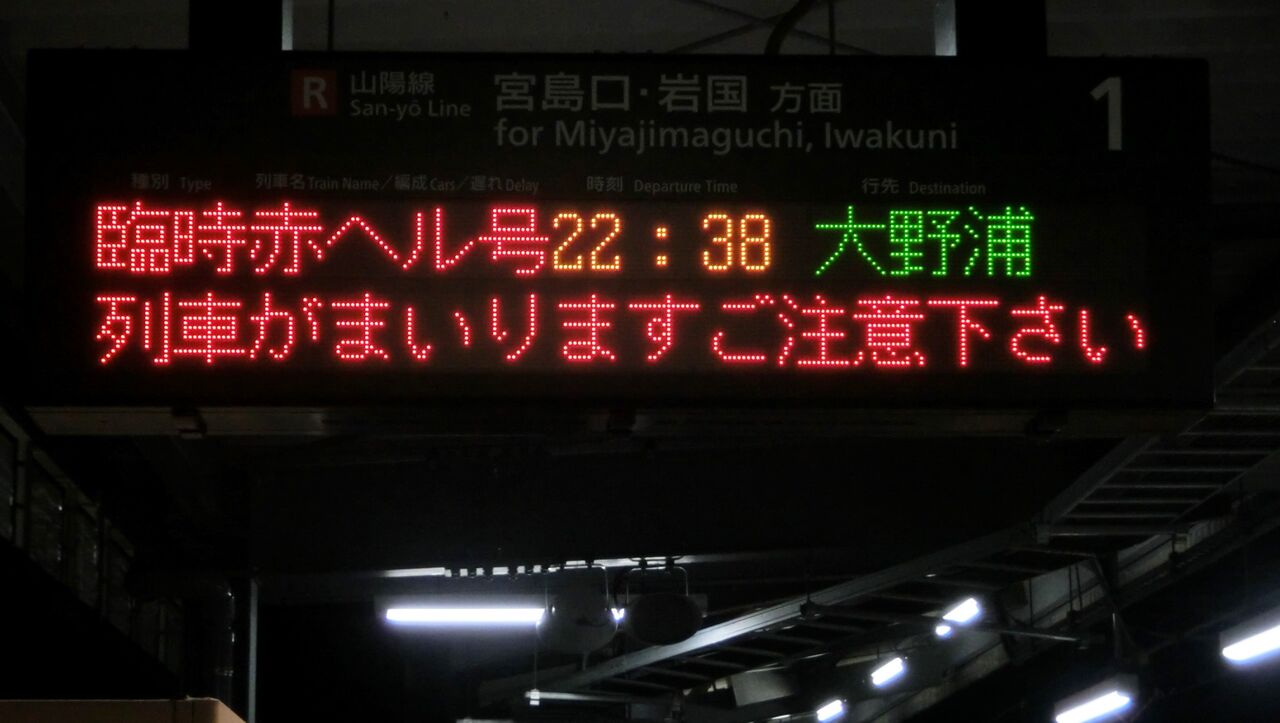 R 山陽線 宮島口・岩国 方面 1
San-yō Line for Miyajimaguchi, Iwakuni
種別 Type 列車名 Train Name／編成 Cars／遅れ Delay 時刻 Departure Time 行先 Destination
臨時赤ヘル号 22:38 大野浦
列車がまいりますご注意下さい